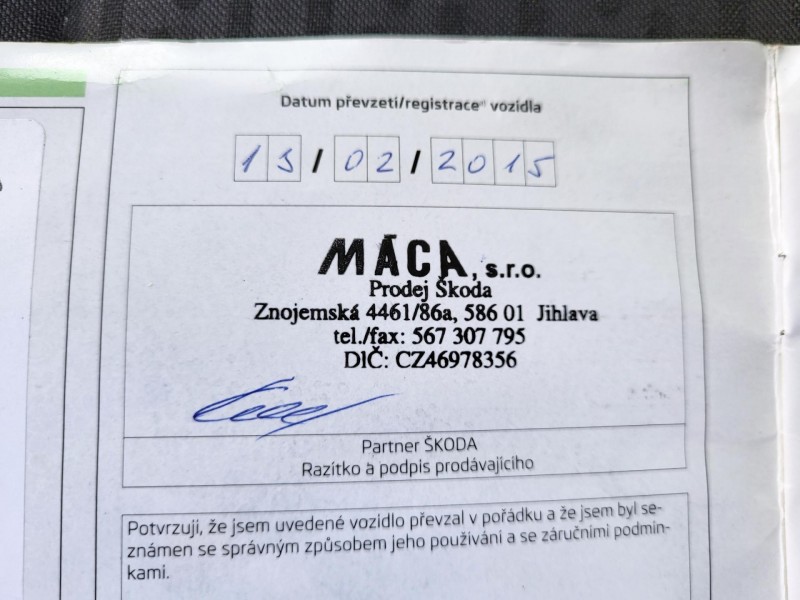 Datum převzetí/registrace vozidla
13/02/2015
MÁCA, s.r.o.
Prodej Škoda
Znojemská 4461/86a, 586 01 Jihlava
tel./fax: 567 307 795
DIČ: CZ46978356
Partner ŠKODA
Razítko a podpis prodávajícího
Potvrzuji, že jsem uvedené vozidlo převzal v pořádku a že jsem byl se-
známen se správným způsobem jeho používání a se záručními podmín-
kami.